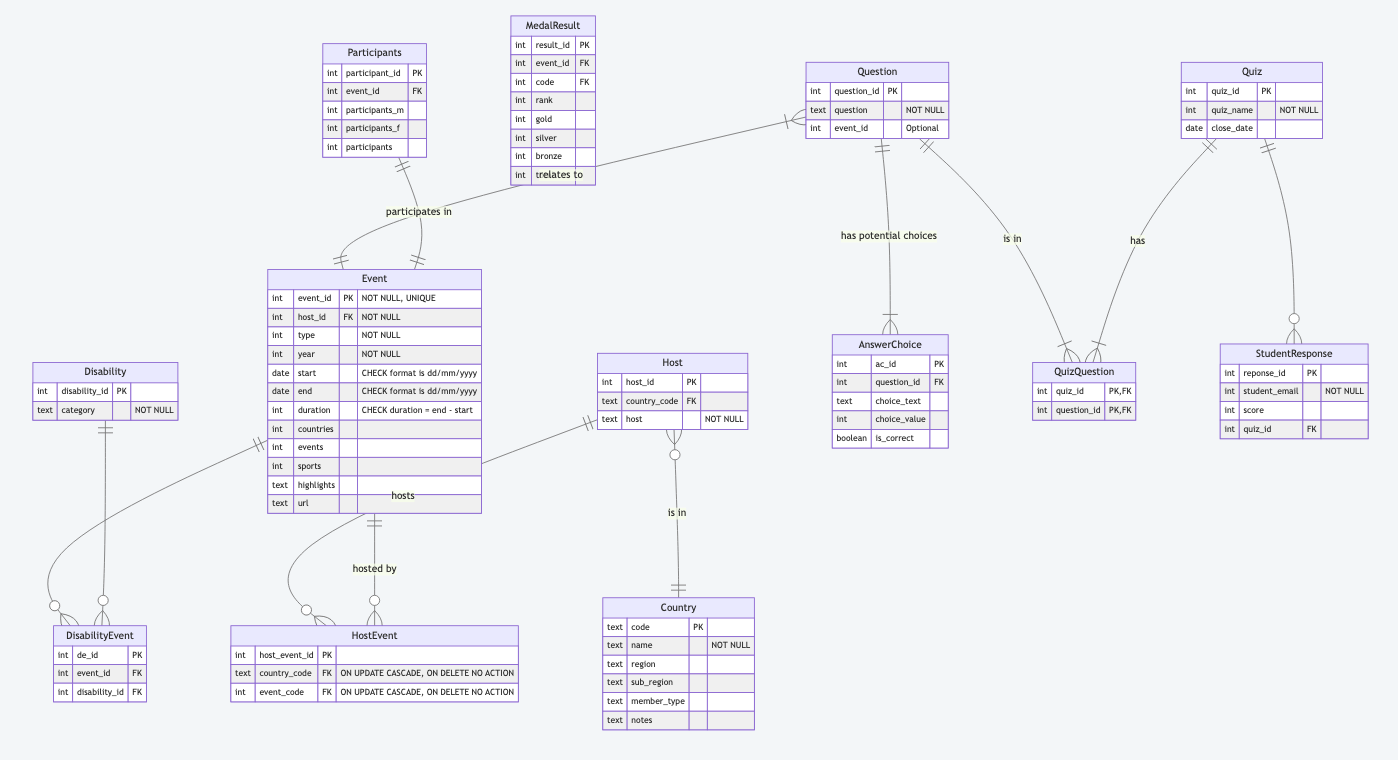 MedalResult
int result_id PK
int event_id FK
int code FK
int rank
int gold
int silver
int bronze
int
relates to
Participants
int participant_id PK
int event_id FK
int participants_m
int participants_f
int participants
Question
int question_id PK
text question NOT NULL
int event_id Optional
Quiz
int quiz_id PK
int quiz_name NOT NULL
date close_date
participates in
has potential choices
is in
has
Event
int event_id PK NOT NULL, UNIQUE
int host_id FK NOT NULL
int type NOT NULL
int year NOT NULL
date start CHECK format is dd/mm/yyyy
date end CHECK format is dd/mm/yyyy
int duration CHECK duration = end - start
int countries
int events
int sports
text highlights
text url
hosts
Disability
int disability_id PK
text category NOT NULL
Host
int host_id PK
text country_code FK
text host NOT NULL
AnswerChoice
int ac_id PK
int question_id FK
text choice_text
int choice_value
boolean is_correct
QuizQuestion
int quiz_id PK,FK
int question_id PK,FK
StudentResponse
int reponse_id PK
int student_email NOT NULL
int score
int quiz_id FK
is in
hosted by
DisabilityEvent
int de_id PK
int event_id FK
int disability_id FK
HostEvent
int host_event_id PK
text country_code FK ON UPDATE CASCADE, ON DELETE NO ACTION
int event_code FK ON UPDATE CASCADE, ON DELETE NO ACTION
Country
text code PK
text name NOT NULL
text region
text sub_region
text member_type
text notes